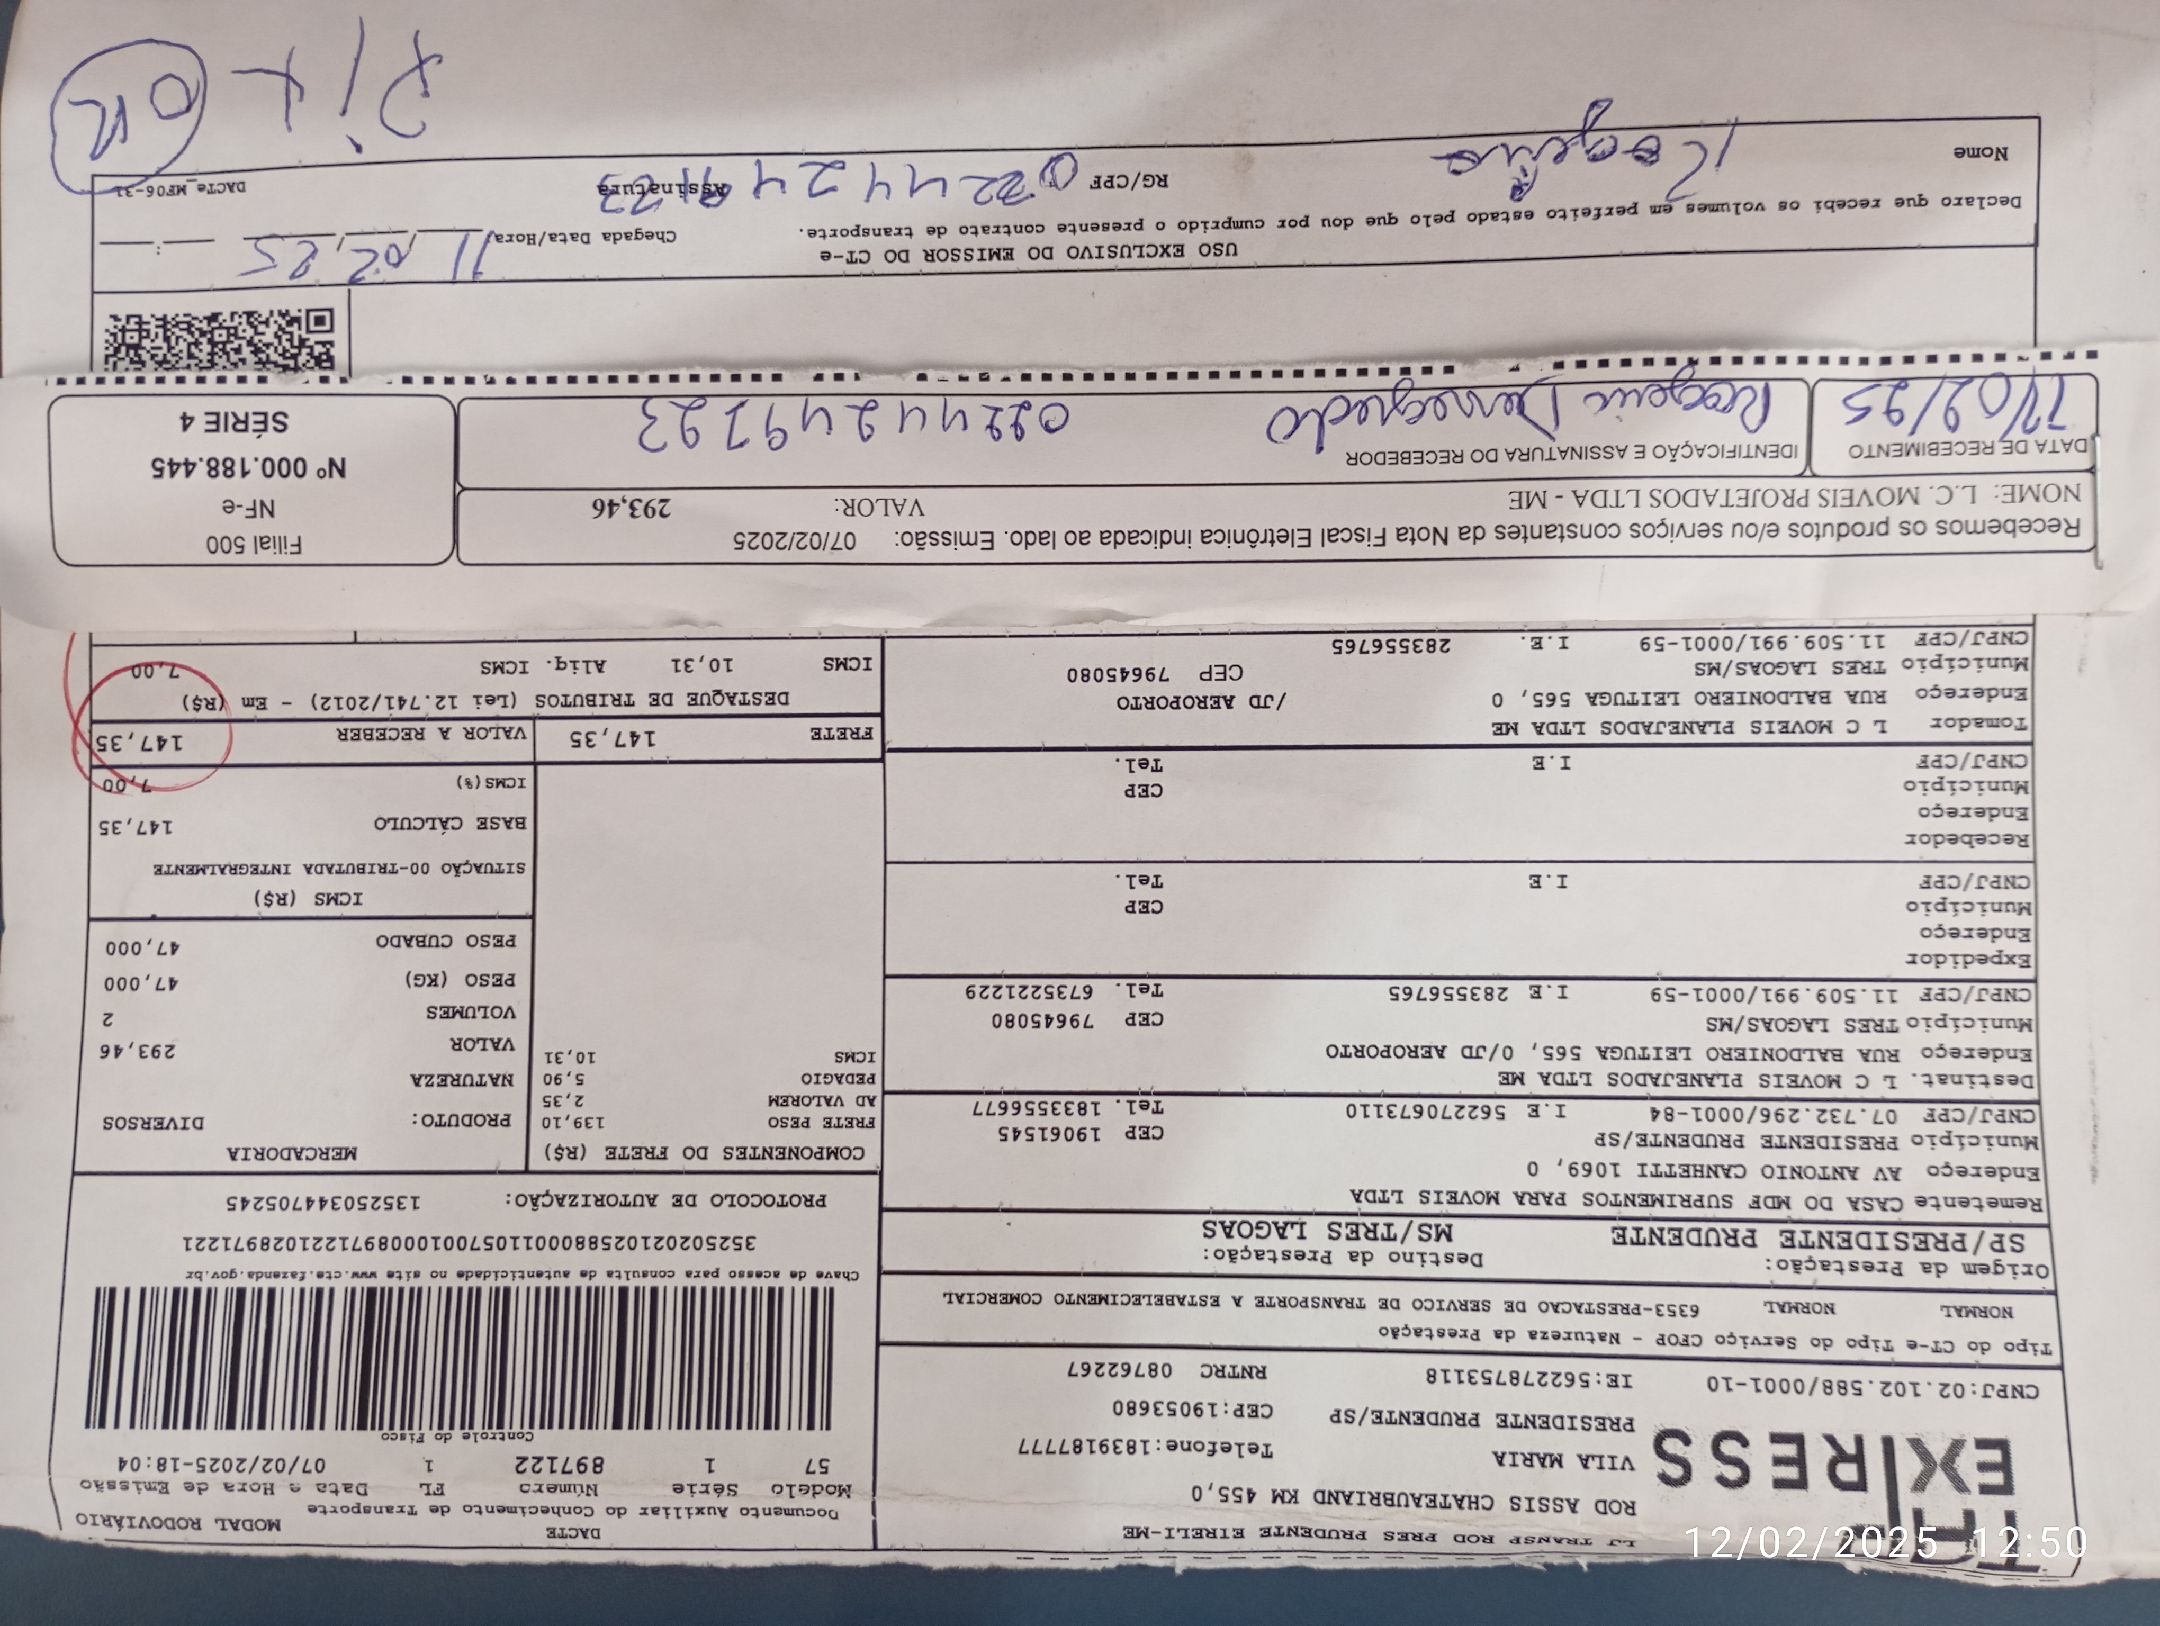 LJ TRANSP ROD PRES PRUDENTE EIRELI-ME
TAP
EXPRESS
ROD ASSIS CHATEAUBRIAND KM 455,0
VILA MARIA Telefone:1839187777
PRESIDENTE PRUDENTE/SP CEP:19053680
CNPJ:02.102.588/0001-10 IE:562278753118 RNTRC 08762267
Tipo do CT-e Tipo do Serviço CFOP - Natureza da Prestação
NORMAL NORMAL 6353-PRESTACAO DE SERVICO DE TRANSPORTE A ESTABELECIMENTO COMERCIAL
Origem da Prestação: Destino da Prestação:
SP/PRESIDENTE PRUDENTE MS/TRES LAGOAS
Remetente CASA DO MDF SUPRIMENTOS PARA MOVEIS LTDA
Endereço AV ANTONIO CANHETTI 1069, 0
Município PRESIDENTE PRUDENTE/SP CEP 19061545
CNPJ/CPF 07.732.296/0001-84 I.E 562270673110 Tel. 1833556677
Destinat. L C MOVEIS PLANEJADOS LTDA ME
Endereço RUA BALDONIERO LEITUGA 565, 0/JD AEROPORTO
Município TRES LAGOAS/MS CEP 79645080
CNPJ/CPF 11.509.991/0001-59 I.E 283556765 Tel. 6735221229
Expedidor
Endereço
Município CEP
CNPJ/CPF I.E Tel.
Recebedor
Endereço
Município CEP
CNPJ/CPF I.E Tel.
Tomador L C MOVEIS PLANEJADOS LTDA ME
Endereço RUA BALDONIERO LEITUGA 565, 0 /JD AEROPORTO
Município TRES LAGOAS/MS CEP 79645080
CNPJ/CPF 11.509.991/0001-59 I.E. 283556765
DACTE MODAL RODOVIÁRIO
Documento Auxiliar do Conhecimento de Transporte
Modelo Série Número FL Data e Hora de Emissão
57 1 897122 1 07/02/2025-18:04
Controle do Fisco
Chave de acesso para consulta de autenticidade no site www.cte.fazenda.gov.br
35250202102588000110570010008971221028971221
PROTOCOLO DE AUTORIZAÇÃO: 135250344705245
COMPONENTES DO FRETE (R$)
FRETE PESO 139,10
AD VALOREM 2,35
PEDAGIO 5,90
ICMS 10,31
MERCADORIA
PRODUTO: DIVERSOS
NATUREZA
VALOR 293,46
VOLUMES 2
PESO (KG) 47,000
PESO CUBADO 47,000
ICMS (R$)
SITUAÇÃO 00-TRIBUTADA INTEGRALMENTE
BASE CÁLCULO 147,35
ICMS(%) 7,00
FRETE 147,35 VALOR A RECEBER 147,35
DESTAQUE DE TRIBUTOS (Lei 12.741/2012) - Em (R$)
ICMS 10,31 Aliq. ICMS 7,00
Recebemos os produtos e/ou serviços constantes da Nota Fiscal Eletrônica indicada ao lado. Emissão: 07/02/2025
NOME: L.C. MOVEIS PROJETADOS LTDA - ME VALOR: 293,46
DATA DE RECEBIMENTO IDENTIFICAÇÃO E ASSINATURA DO RECEBEDOR
11/02/25 Rogerio 02244249123
Filial 500
NF-e
Nº 000.188.445
SÉRIE 4
USO EXCLUSIVO DO EMISSOR DO CT-e
Declaro que recebi os volumes em perfeito estado pelo que dou por cumprido o presente contrato de transporte.
Chegada Data/Hora 11/02/25
Nome Rogerio RG/CPF Assinatura
DACTe_MF06-31
Pix
OK
12/02/2025 12:50